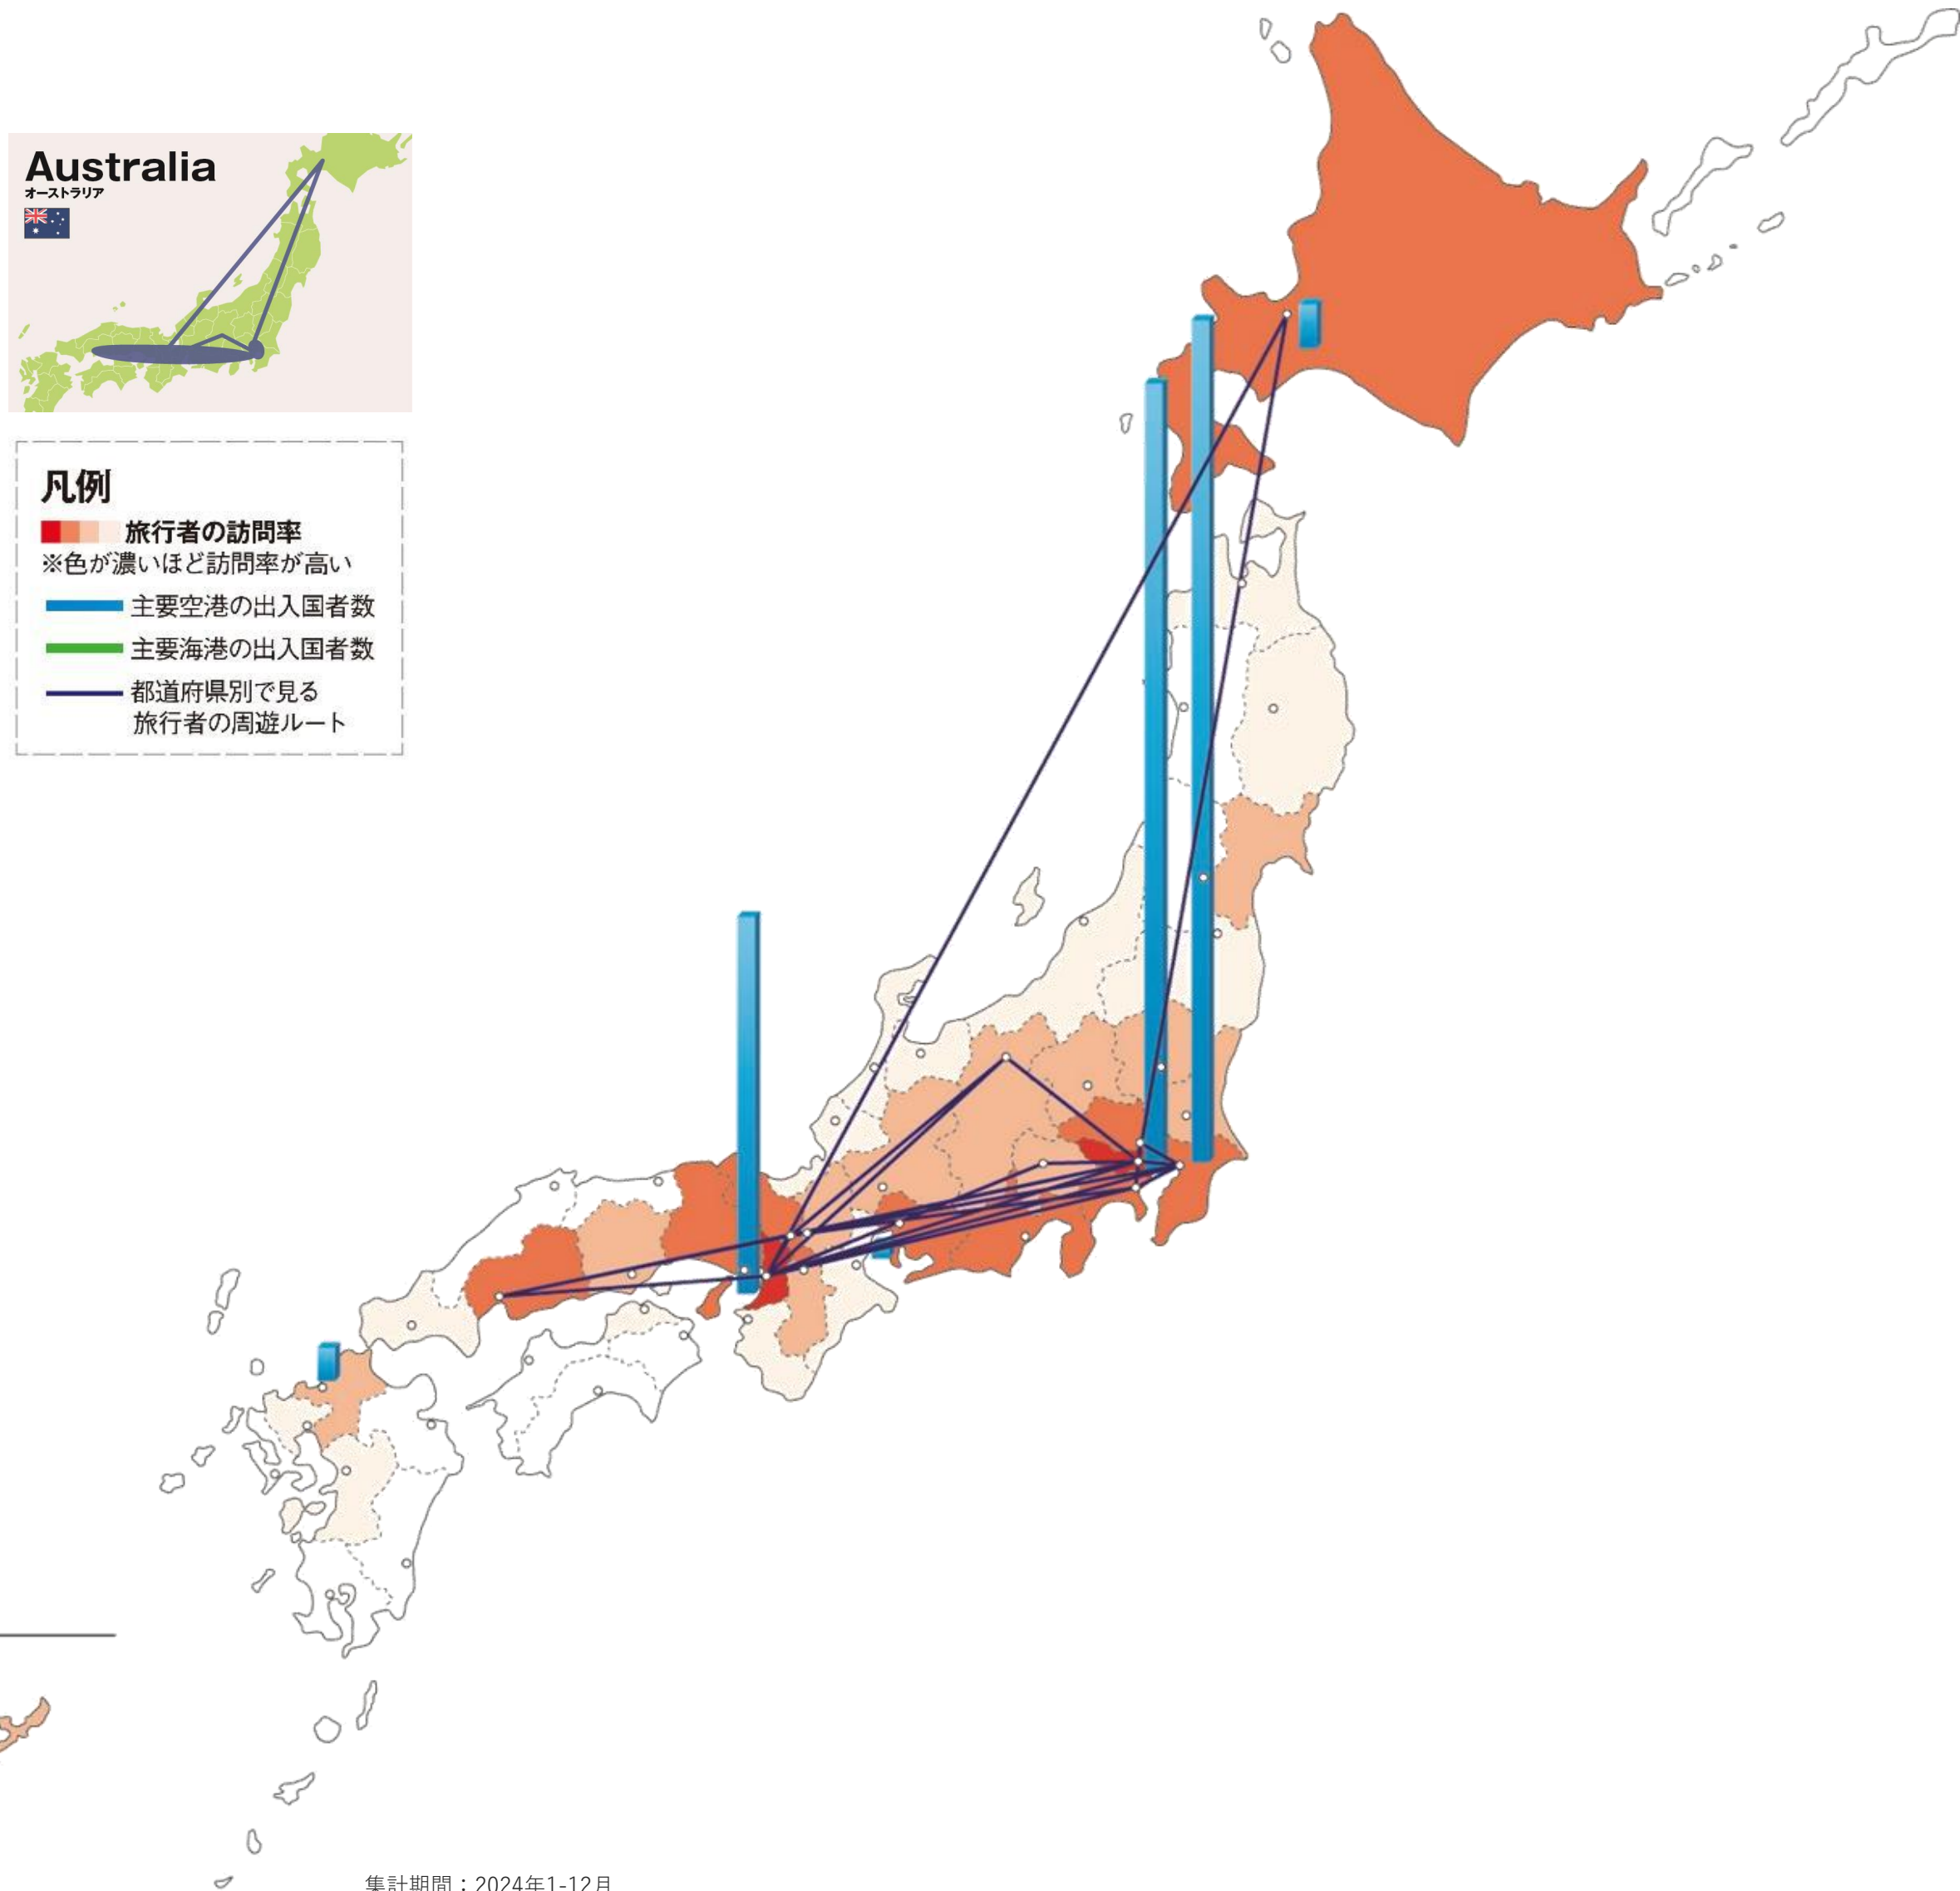 Australia
オーストラリア
凡例
旅行者の訪問率
※色が濃いほど訪問率が高い
主要空港の出入国者数
主要海港の出入国者数
都道府県別で見る
旅行者の周遊ルート
集計期間：2024年1-12月